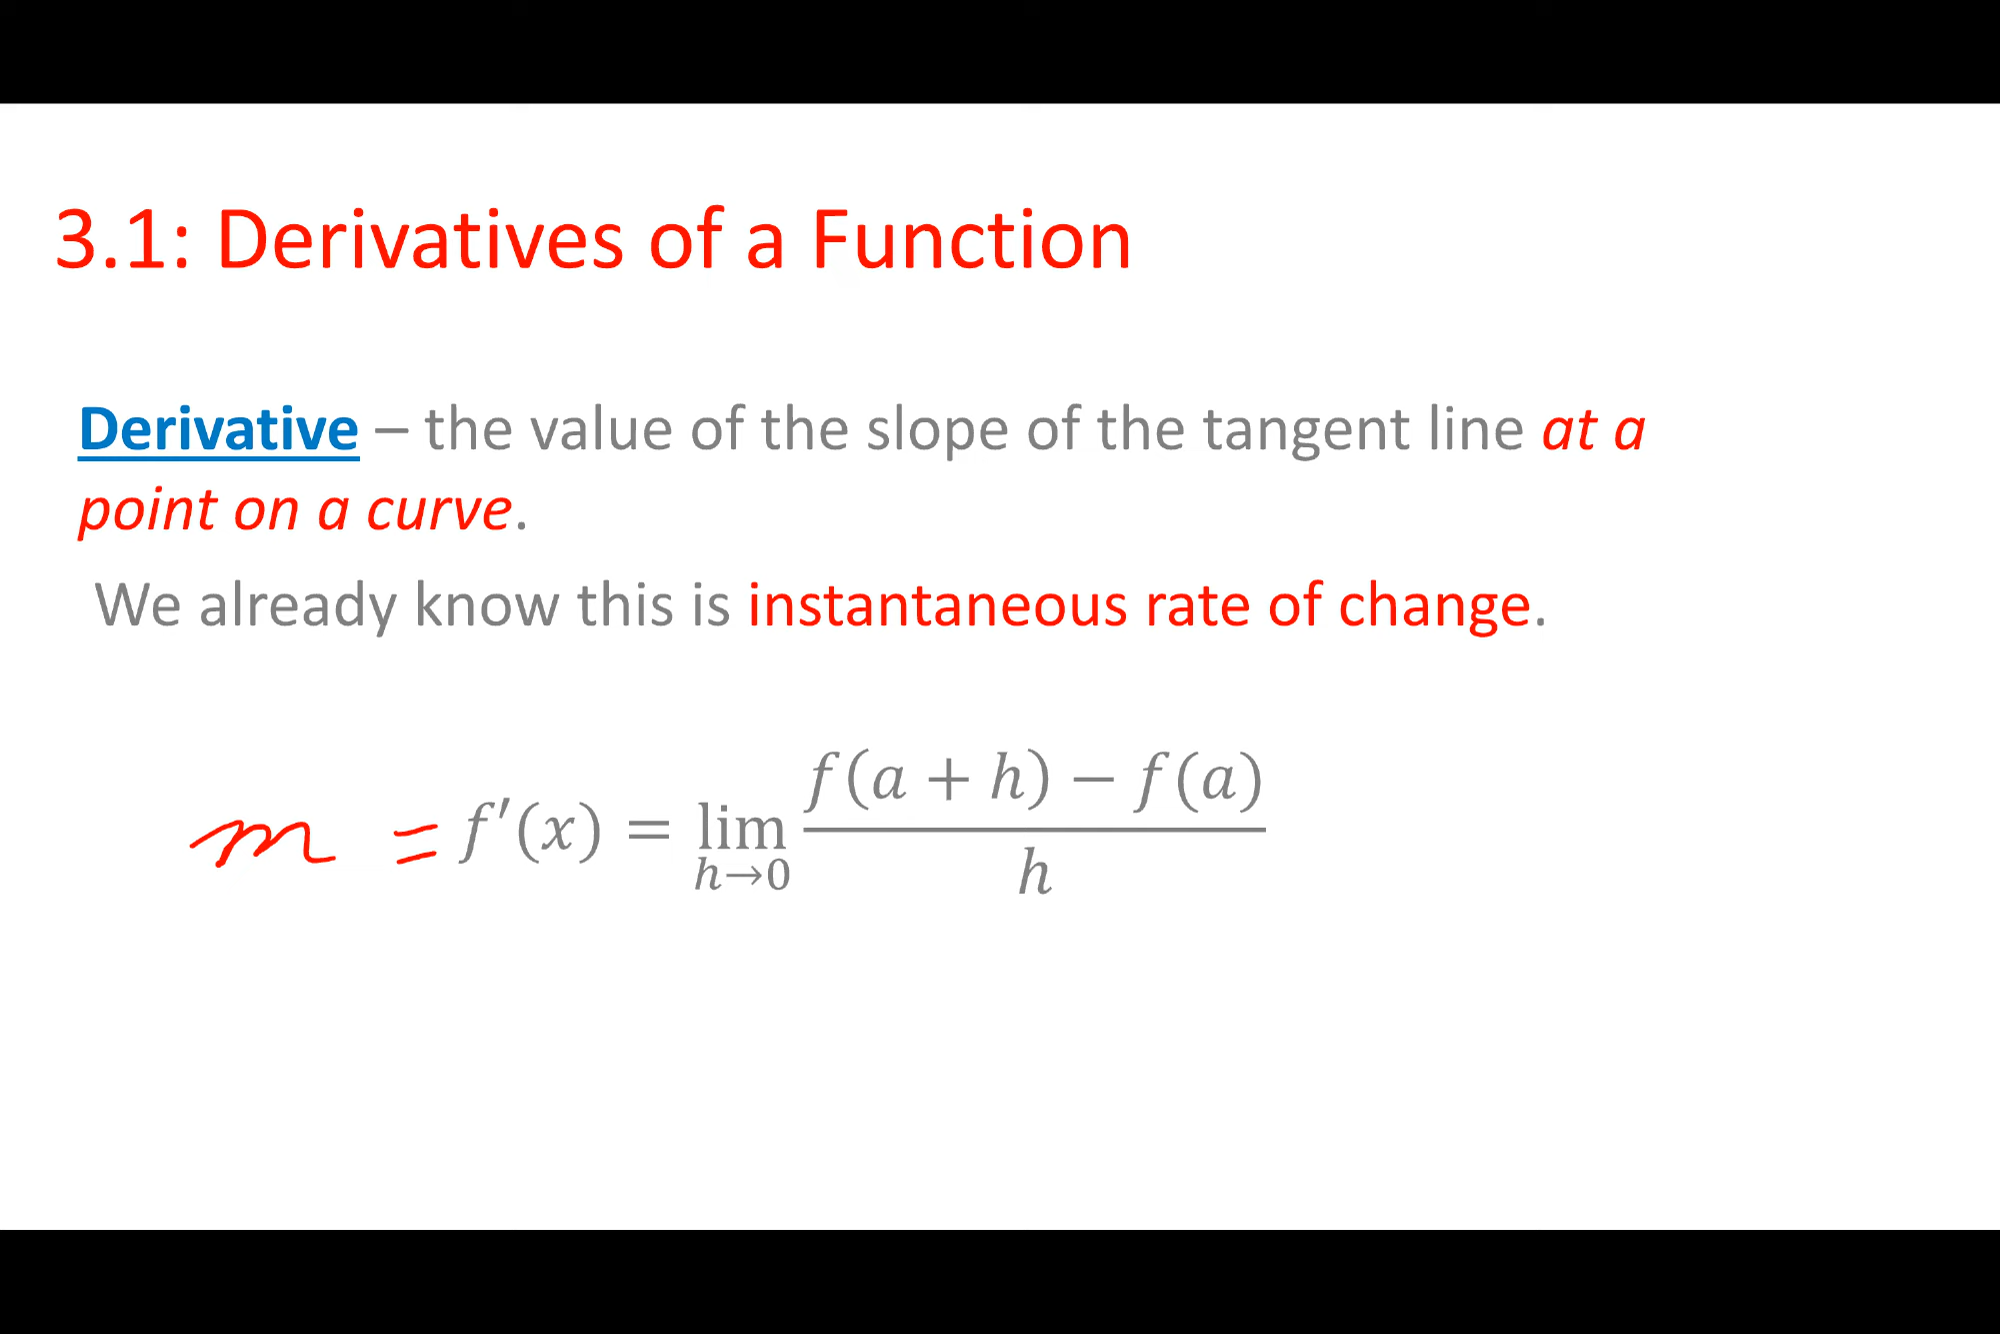 3.1: Derivatives of a Function
Derivative – the value of the slope of the tangent line at a
point on a curve.
We already know this is instantaneous rate of change.
m = f′(x) = lim h→0 f(a + h) − f(a) / h